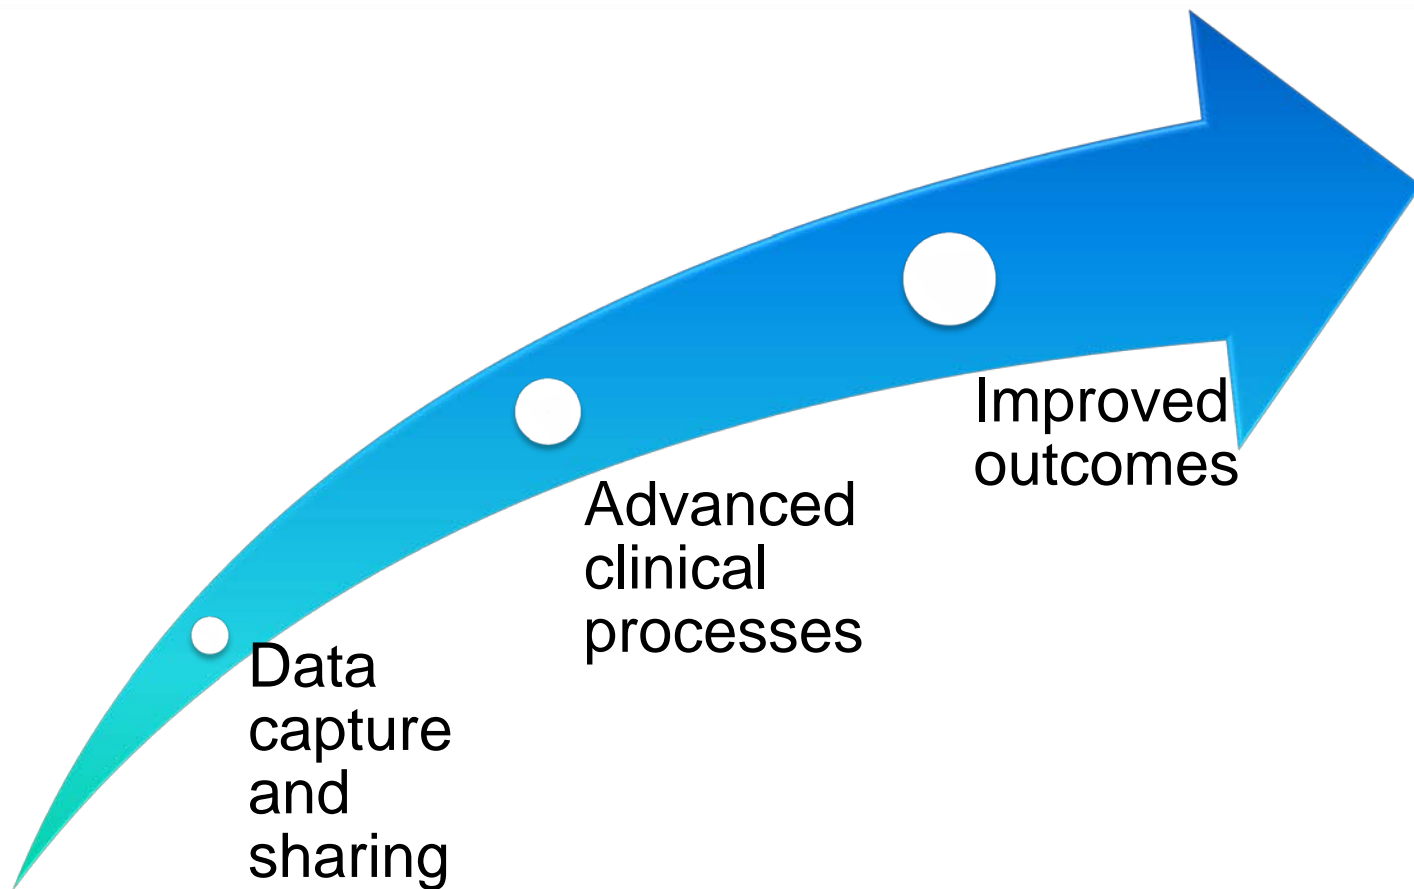 Data
capture
and
sharing
Advanced
clinical
processes
Improved
outcomes